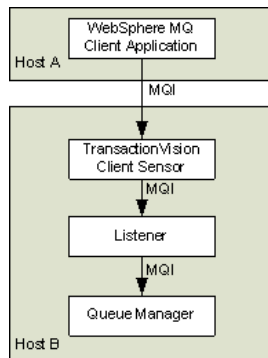 WebSphere MQ
Client Application
Host A
MQI
TransactionVision
Client Sensor
MQI
Listener
MQI
Queue Manager
Host B